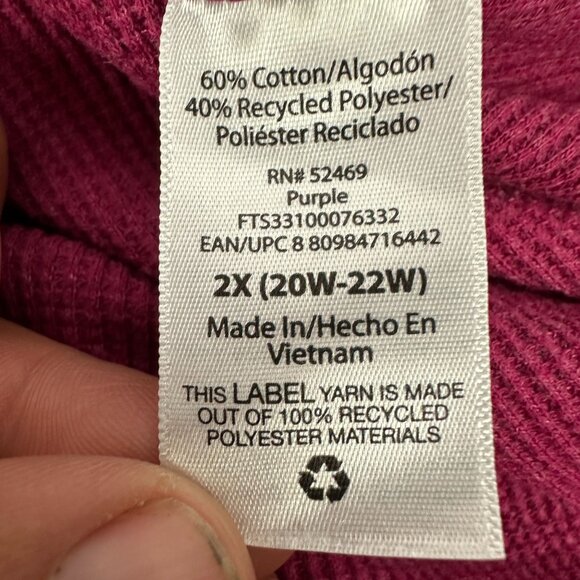 60% Cotton/Algodón
40% Recycled Polyester/
Poliéster Reciclado
RN# 52469
Purple
FTS33100076332
EAN/UPC 8 80984716442
2X (20W-22W)
Made In/Hecho En
Vietnam
THIS LABEL YARN IS MADE
OUT OF 100% RECYCLED
POLYESTER MATERIALS